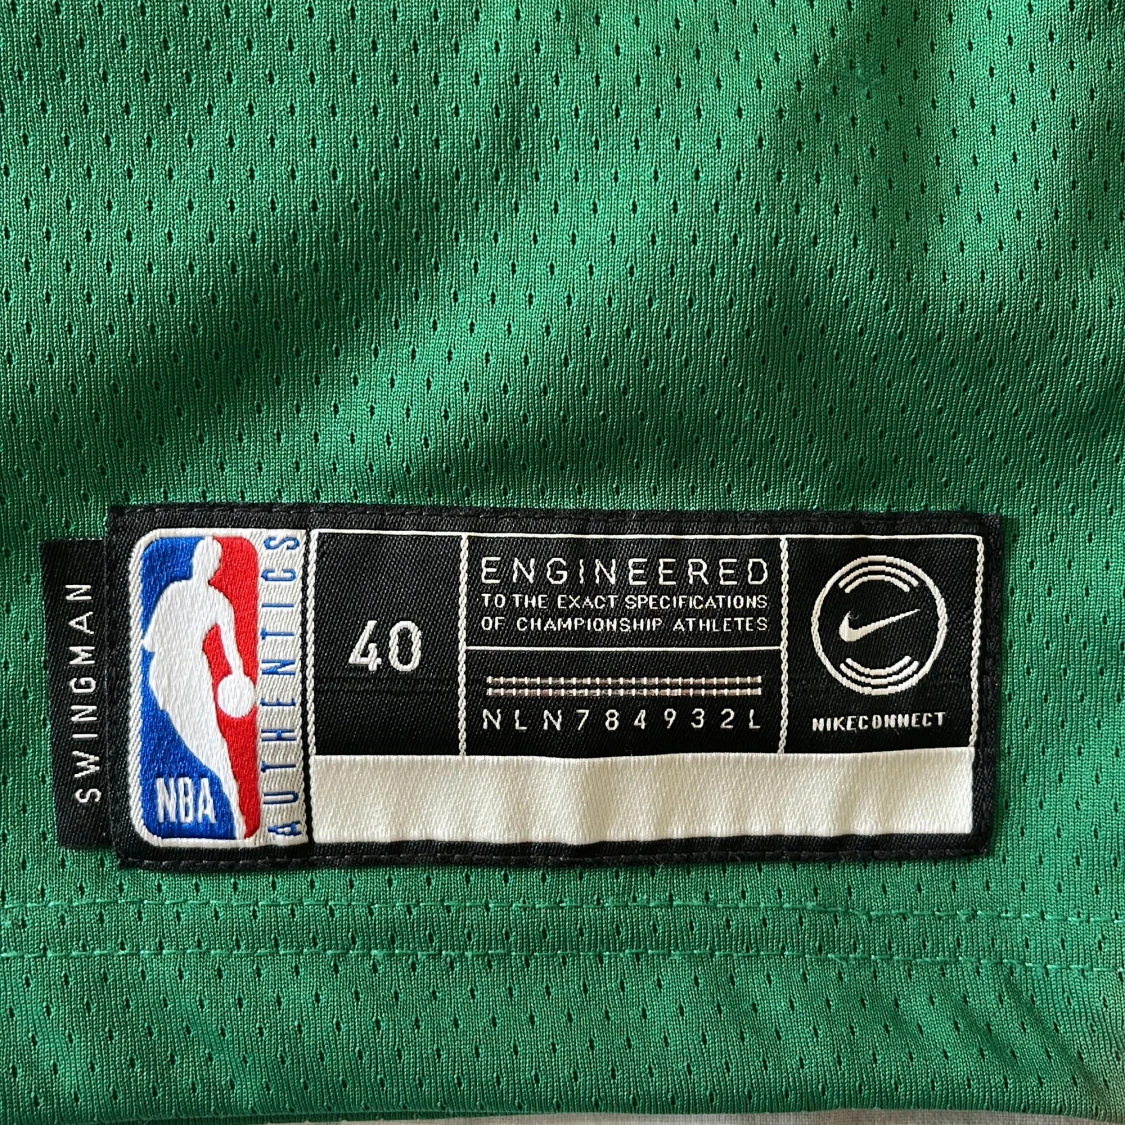 SWINGMAN
NBA
AUTHENTICS
40
ENGINEERED
TO THE EXACT SPECIFICATIONS
OF CHAMPIONSHIP ATHLETES
NLN784932L
NIKECONNECT